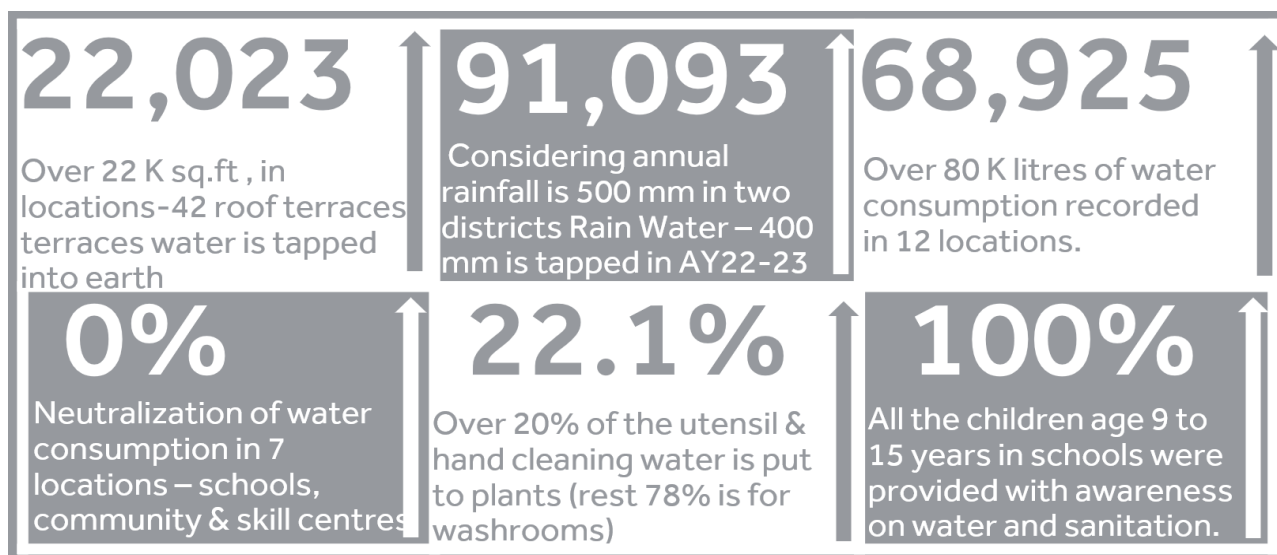 22,023
Over 22 K sq.ft , in
locations-42 roof terraces
terraces water is tapped
into earth
91,093
Considering annual
rainfall is 500 mm in two
districts Rain Water – 400
mm is tapped in AY22-23
68,925
Over 80 K litres of water
consumption recorded
in 12 locations.
0%
Neutralization of water
consumption in 7
locations – schools,
community & skill centres
22.1%
Over 20% of the utensil &
hand cleaning water is put
to plants (rest 78% is for
washrooms)
100%
All the children age 9 to
15 years in schools were
provided with awareness
on water and sanitation.